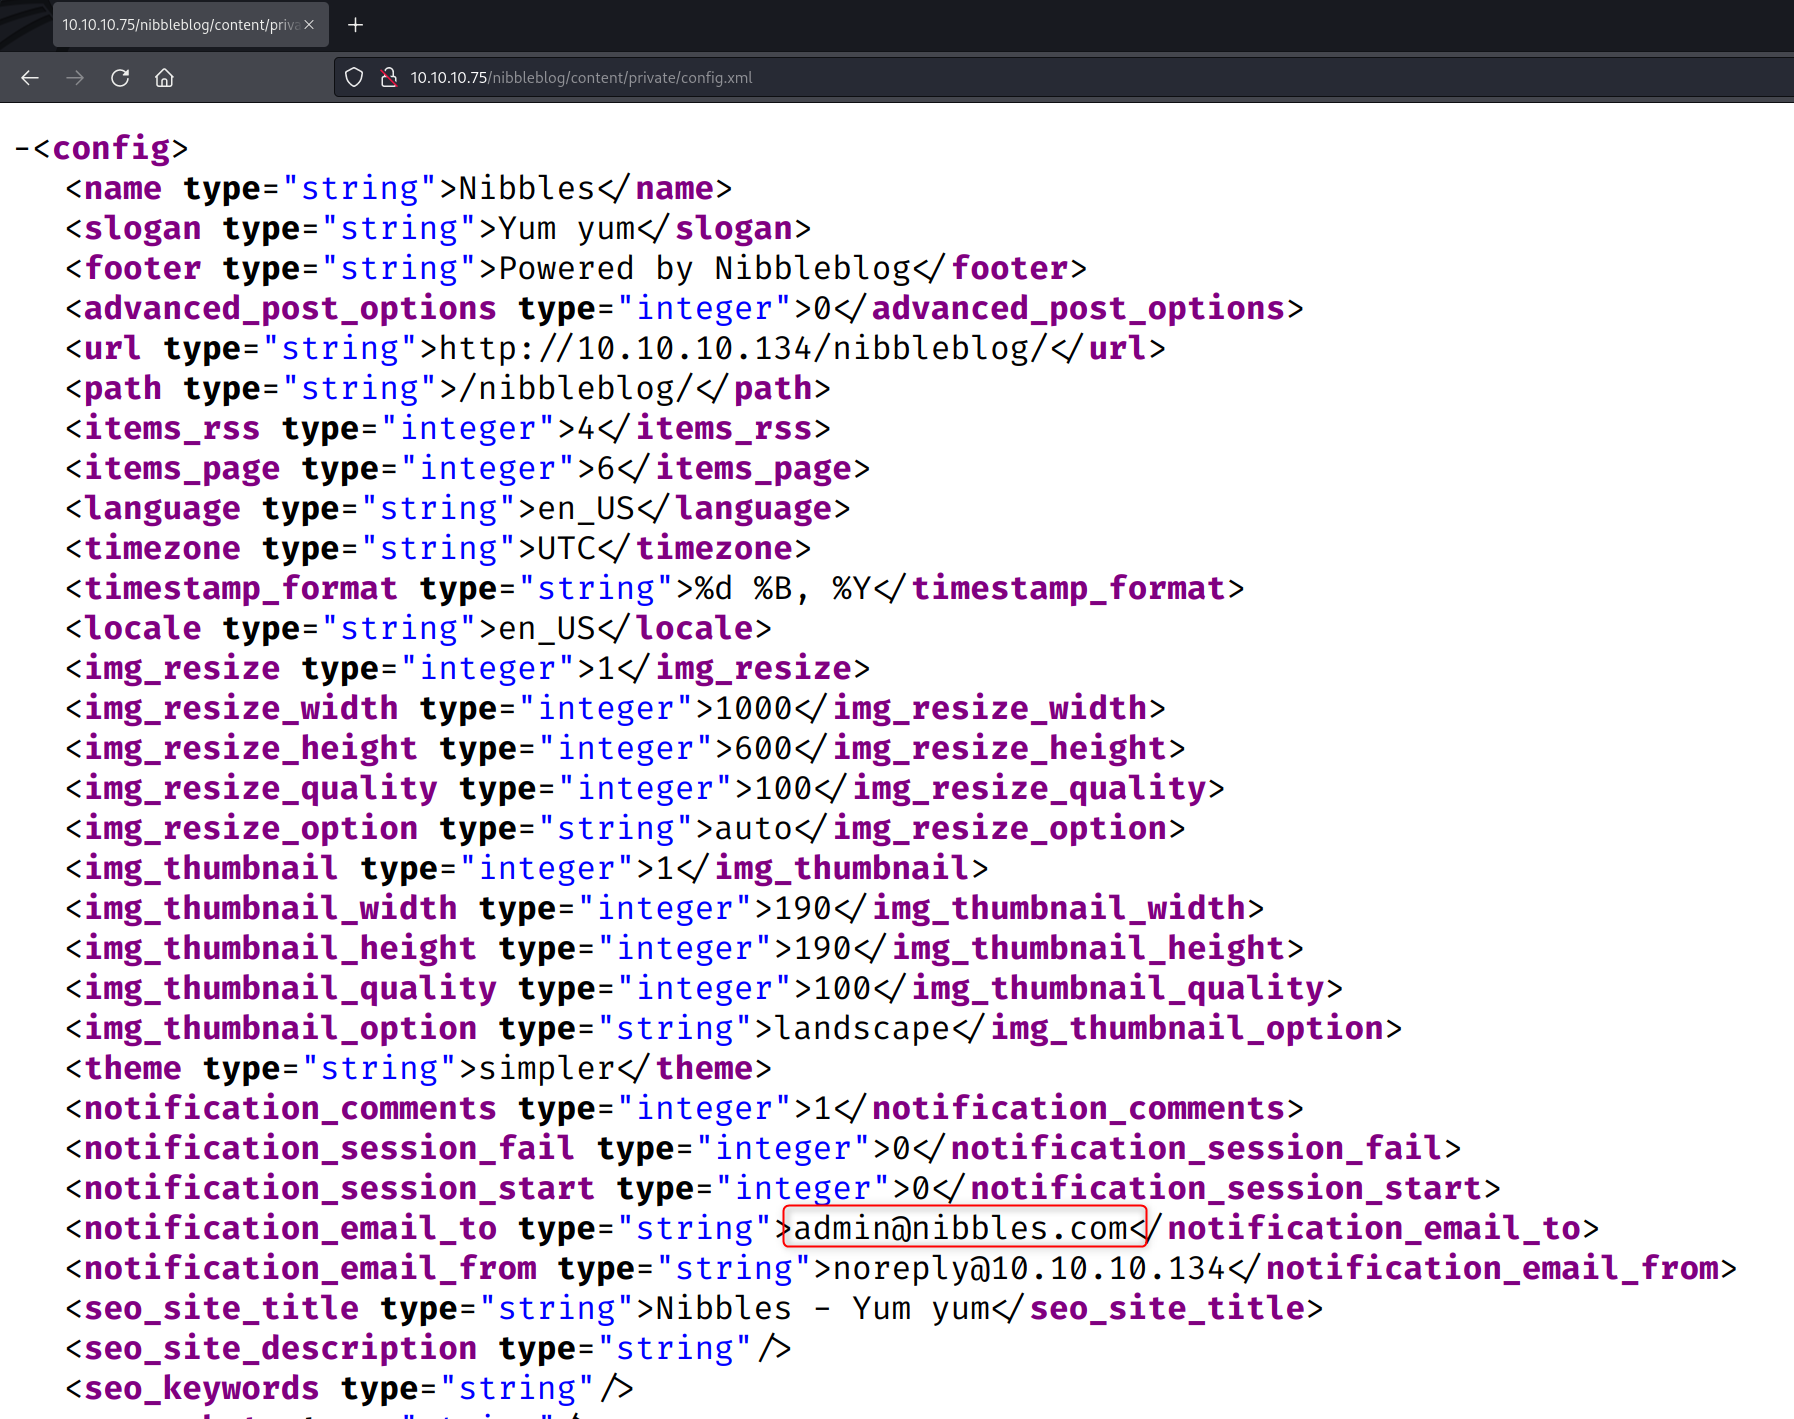 10.10.10.75/nibbleblog/content/priva
10.10.10.75/nibbleblog/content/private/config.xml
-<config>
<name type="string">Nibbles</name>
<slogan type="string">Yum yum</slogan>
<footer type="string">Powered by Nibbleblog</footer>
<advanced_post_options type="integer">0</advanced_post_options>
<url type="string">http://10.10.10.134/nibbleblog/</url>
<path type="string">/nibbleblog/</path>
<items_rss type="integer">4</items_rss>
<items_page type="integer">6</items_page>
<language type="string">en_US</language>
<timezone type="string">UTC</timezone>
<timestamp_format type="string">%d %B, %Y</timestamp_format>
<locale type="string">en_US</locale>
<img_resize type="integer">1</img_resize>
<img_resize_width type="integer">1000</img_resize_width>
<img_resize_height type="integer">600</img_resize_height>
<img_resize_quality type="integer">100</img_resize_quality>
<img_resize_option type="string">auto</img_resize_option>
<img_thumbnail type="integer">1</img_thumbnail>
<img_thumbnail_width type="integer">190</img_thumbnail_width>
<img_thumbnail_height type="integer">190</img_thumbnail_height>
<img_thumbnail_quality type="integer">100</img_thumbnail_quality>
<img_thumbnail_option type="string">landscape</img_thumbnail_option>
<theme type="string">simpler</theme>
<notification_comments type="integer">1</notification_comments>
<notification_session_fail type="integer">0</notification_session_fail>
<notification_session_start type="integer">0</notification_session_start>
<notification_email_to type="string">admin@nibbles.com</notification_email_to>
<notification_email_from type="string">noreply@10.10.10.134</notification_email_from>
<seo_site_title type="string">Nibbles - Yum yum</seo_site_title>
<seo_site_description type="string"/>
<seo_keywords type="string"/>